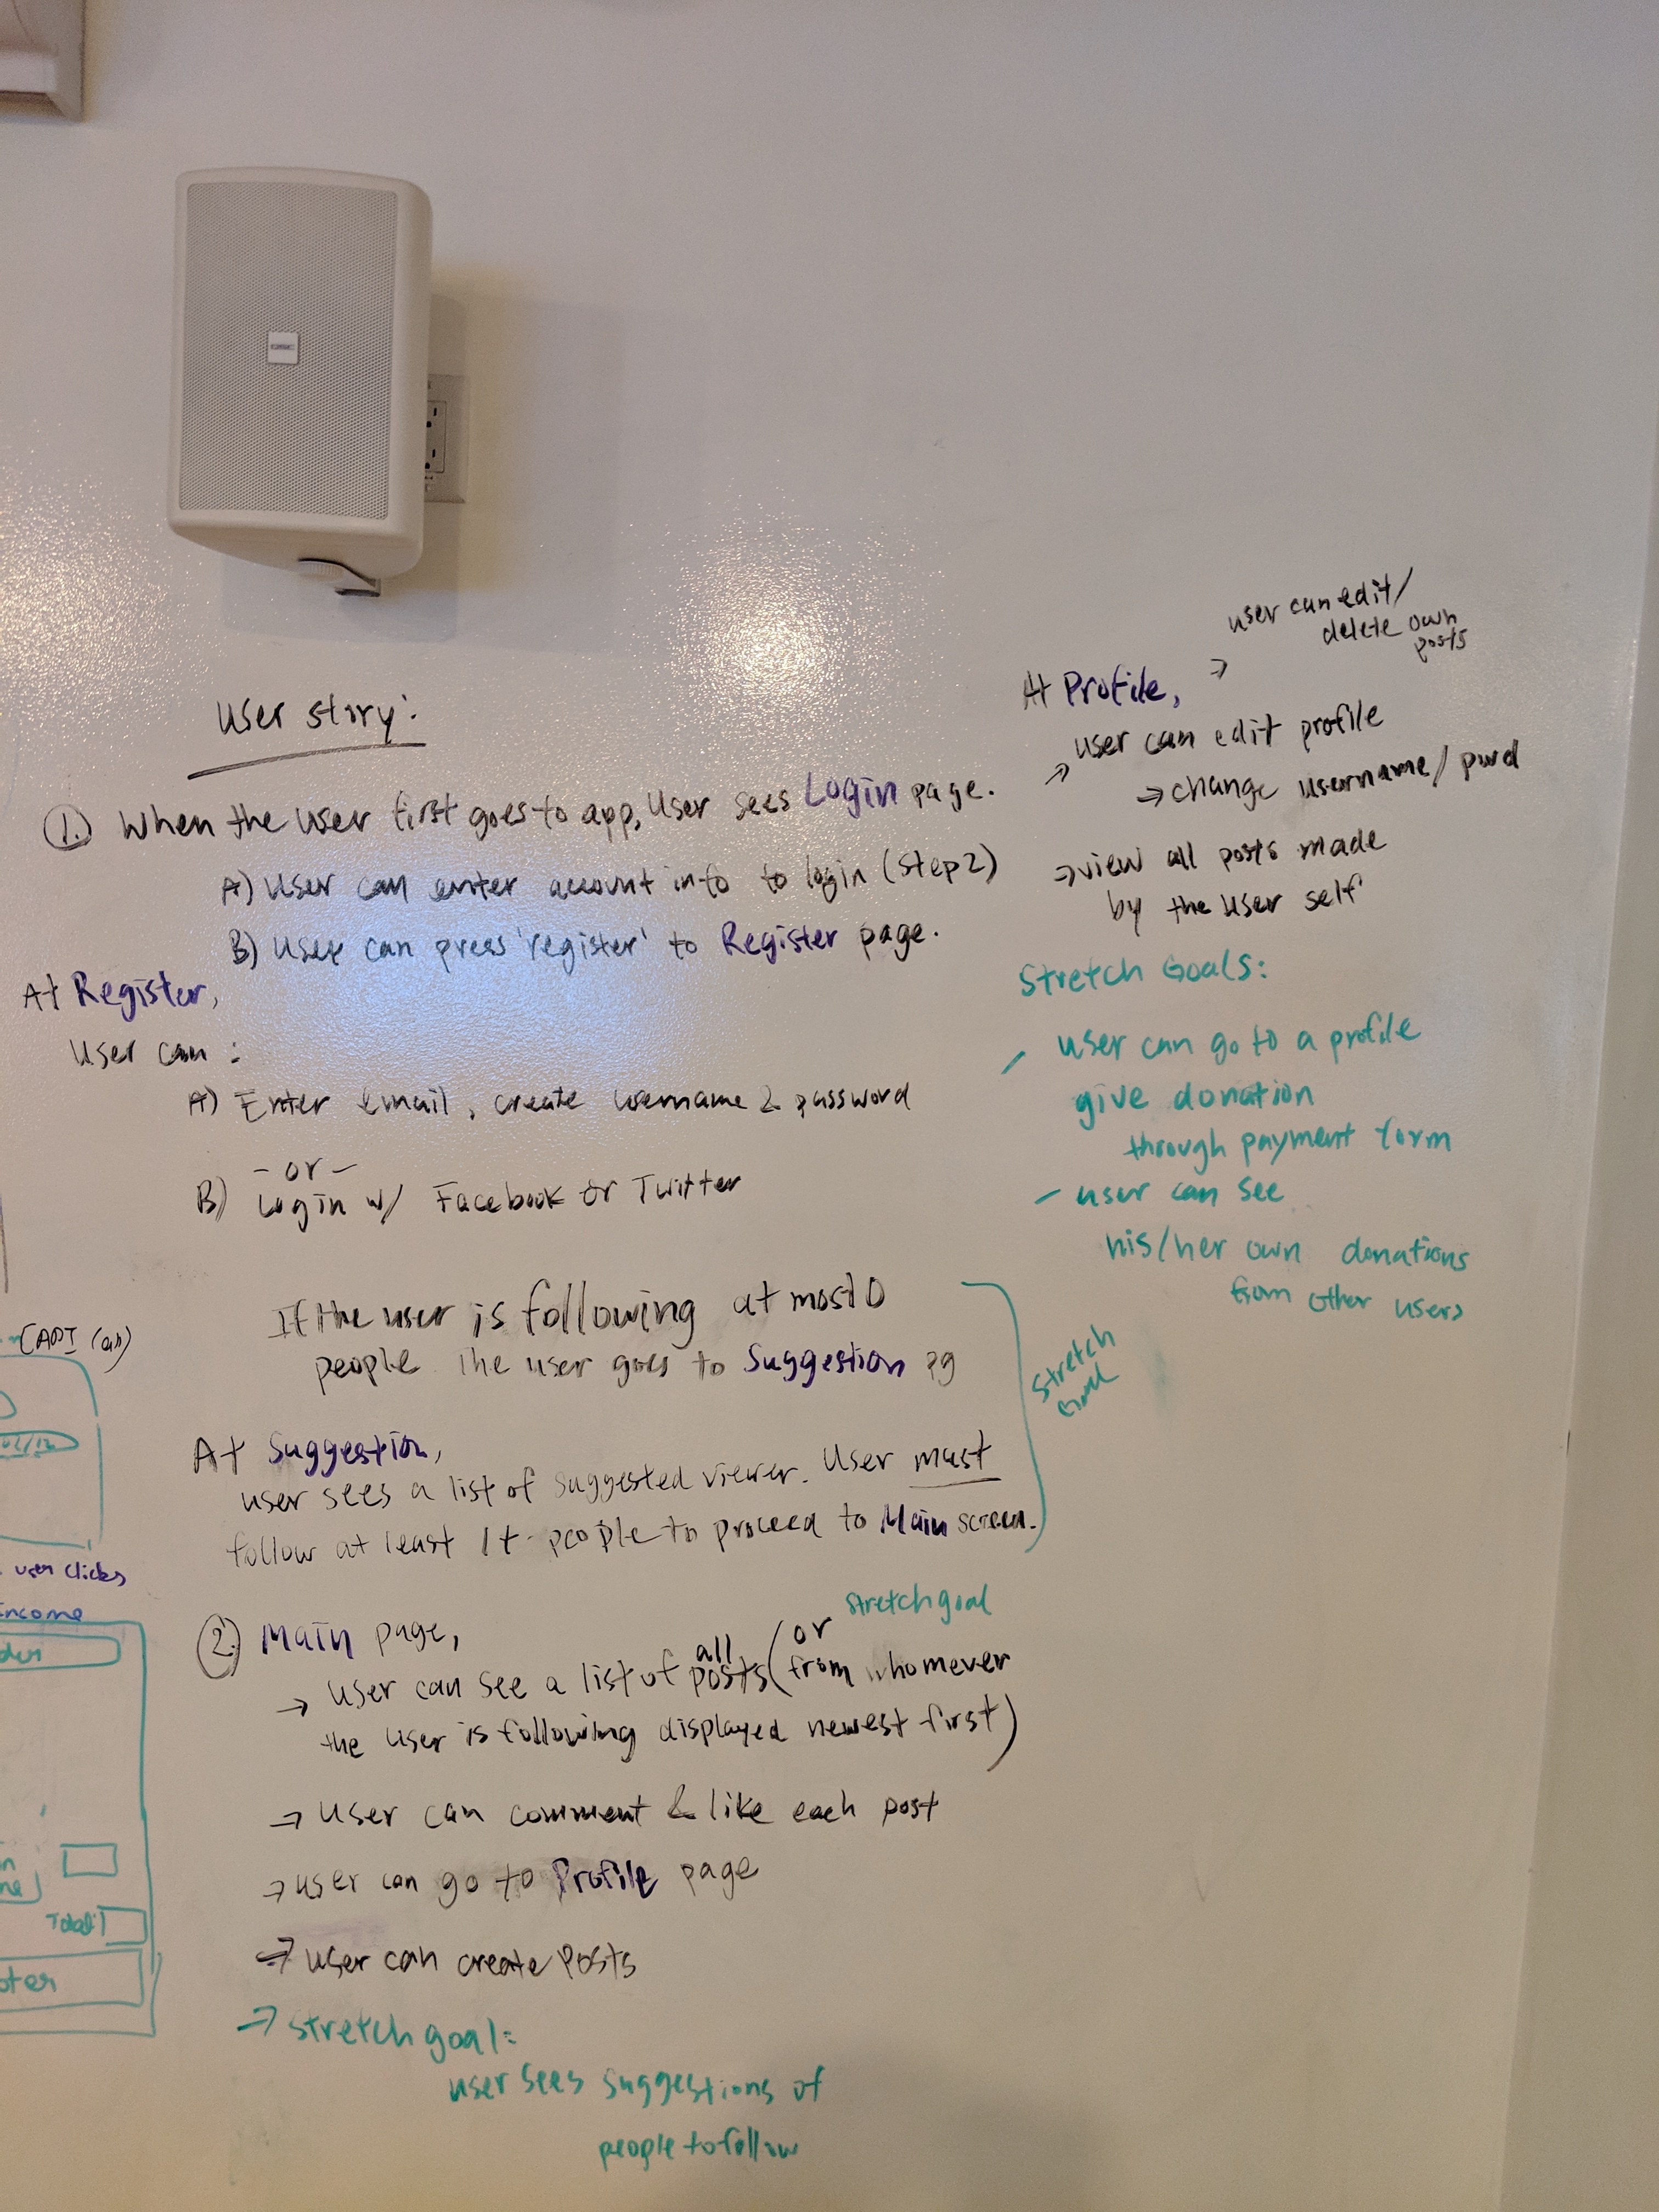 User story:
1. When the user first goes to app, User sees Login page.
A) User can enter account info to login (step 2)
B) User can press 'register' to Register page.
At Register,
User can :
A) Enter email, create username & password
- or -
B) Login w/ Facebook or Twitter
If the user is following at most 0
people the user goes to Suggestion pg
At Suggestion,
user sees a list of suggested viewer. User must
follow at least 1+ people to proceed to Main screen.
Stretch
Goal
2. Main page,
stretch goal
→ User can see a list of all posts (or from whomever
the user is following displayed newest first)
→ User can comment & like each post
→ user can go to Profile page
→ user can create posts
→ stretch goal:
user sees suggestions of
people to follow
At Profile,
→ user can edit/
delete own
posts
→ user can edit profile
→ change username/pwd
→ view all posts made
by the user self
Stretch Goals:
- user can go to a profile
give donation
through payment form
- user can see
his/her own donations
from other users
user clicks
income
Total: